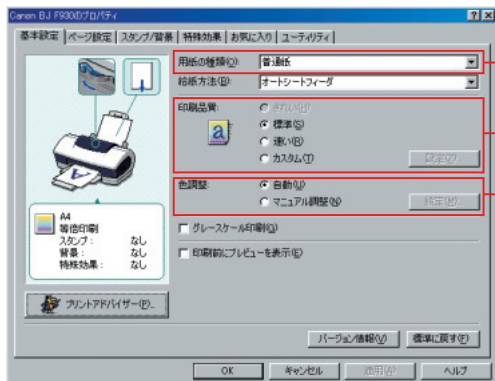 Canon BJ F930のプロパティ
基本設定 ページ設定 スタンプ/背景 特殊効果 お気に入り ユーティリティ
用紙の種類(Q): 普通紙
給紙方法(B): オートシートフィーダ
印刷品質: きれい(H)
標準(S)
速い(R)
カスタム(T) 設定(Z)...
色調整: 自動(U)
マニュアル調整(N) 設定(M)...
グレースケール印刷(Q)
印刷前にプレビューを表示(E)
A4
等倍印刷
スタンプ: なし
背景: なし
特殊効果: なし
プリントアドバイザー(P)...
バージョン情報(V) 標準に戻す(F)
OK キャンセル 適用(A) ヘルプ